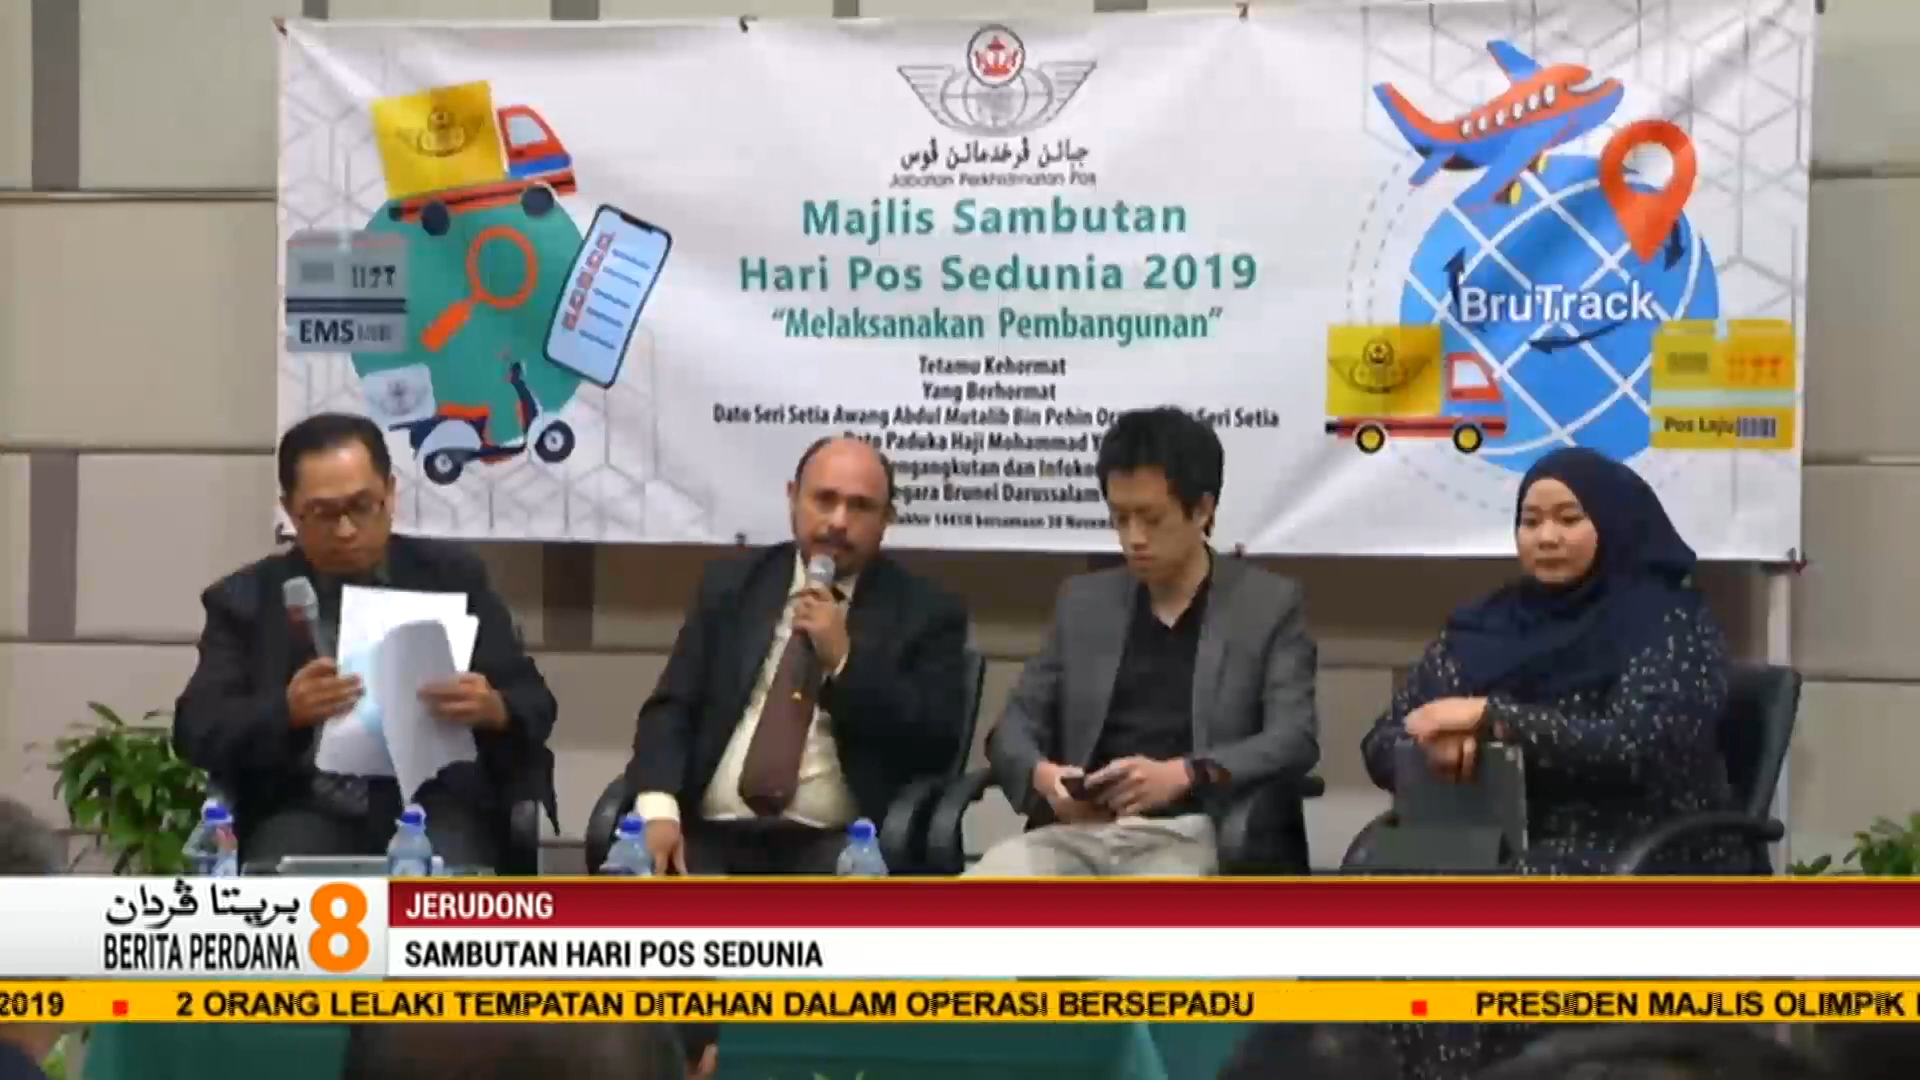 جابتن ڤرخدماتن ڤوس
Jabatan Perkhidmatan Pos
Majlis Sambutan
Hari Pos Sedunia 2019
"Melaksanakan Pembangunan"
Tetamu Kehormat
Yang Berhormat
Dato Seri Setia Awang Abdul Mutalib Bin Pehin Seri Setia
Dato Paduka Haji Mohammad
dan
Brunei Darussalam
bersamaan
EMS
BruTrack
Pos Laju
بريتا ڤردان
BERITA PERDANA 8
JERUDONG
SAMBUTAN HARI POS SEDUNIA
2019 ▪ 2 ORANG LELAKI TEMPATAN DITAHAN DALAM OPERASI BERSEPADU ▪ PRESIDEN MAJLIS OLIMPIK